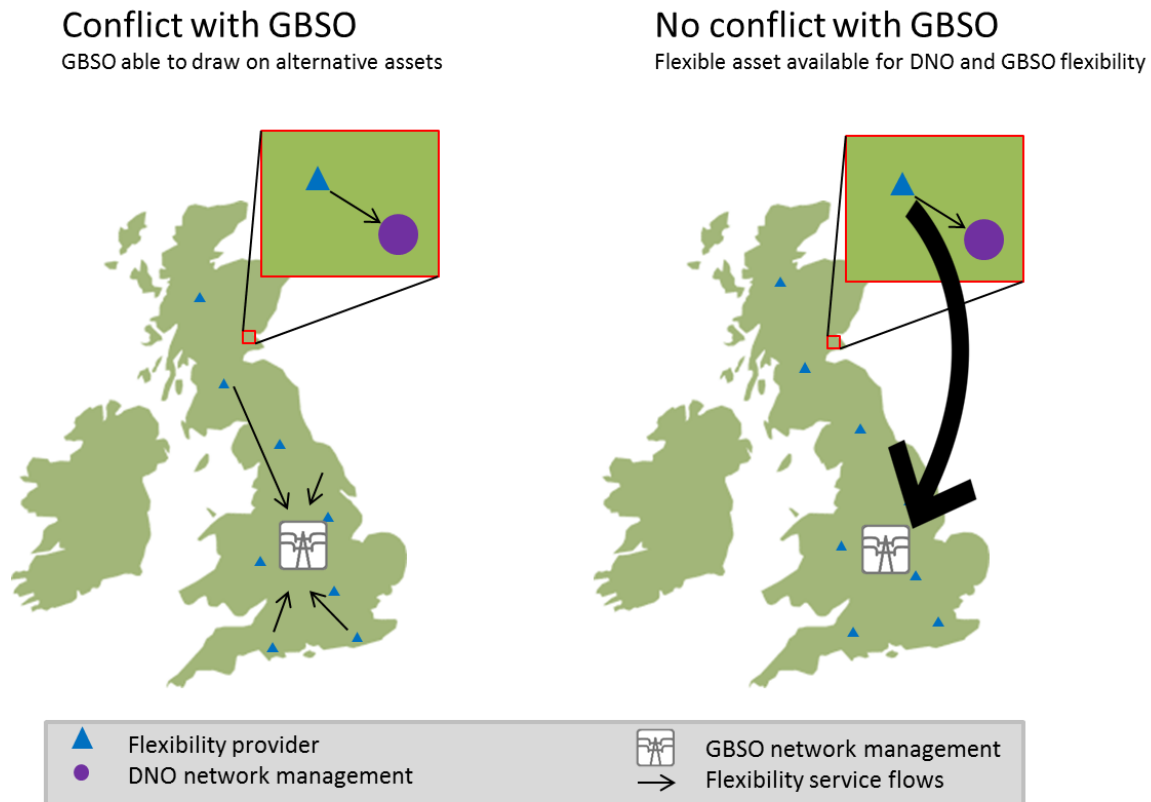 Conflict with GBSO
GBSO able to draw on alternative assets
No conflict with GBSO
Flexible asset available for DNO and GBSO flexibility
Flexibility provider
DNO network management
GBSO network management
Flexibility service flows